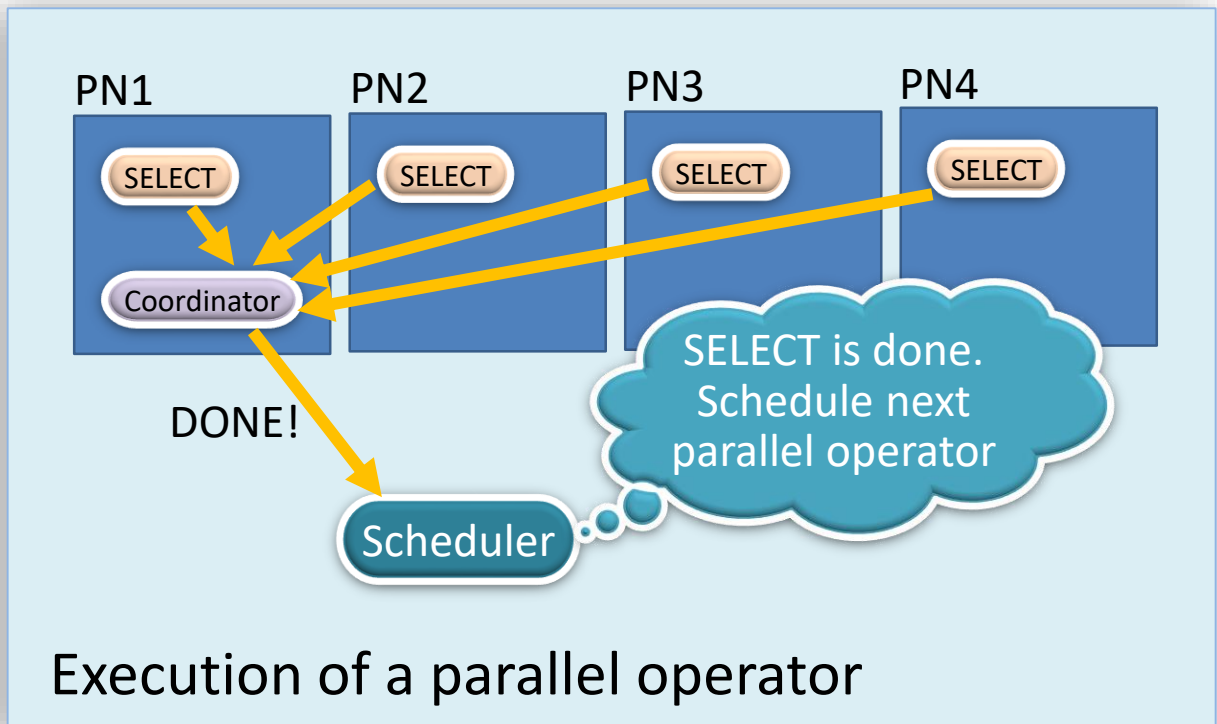 PN1
PN2
PN3
PN4
SELECT
SELECT
SELECT
SELECT
Coordinator
SELECT is done.
Schedule next
parallel operator
DONE!
Scheduler
Execution of a parallel operator